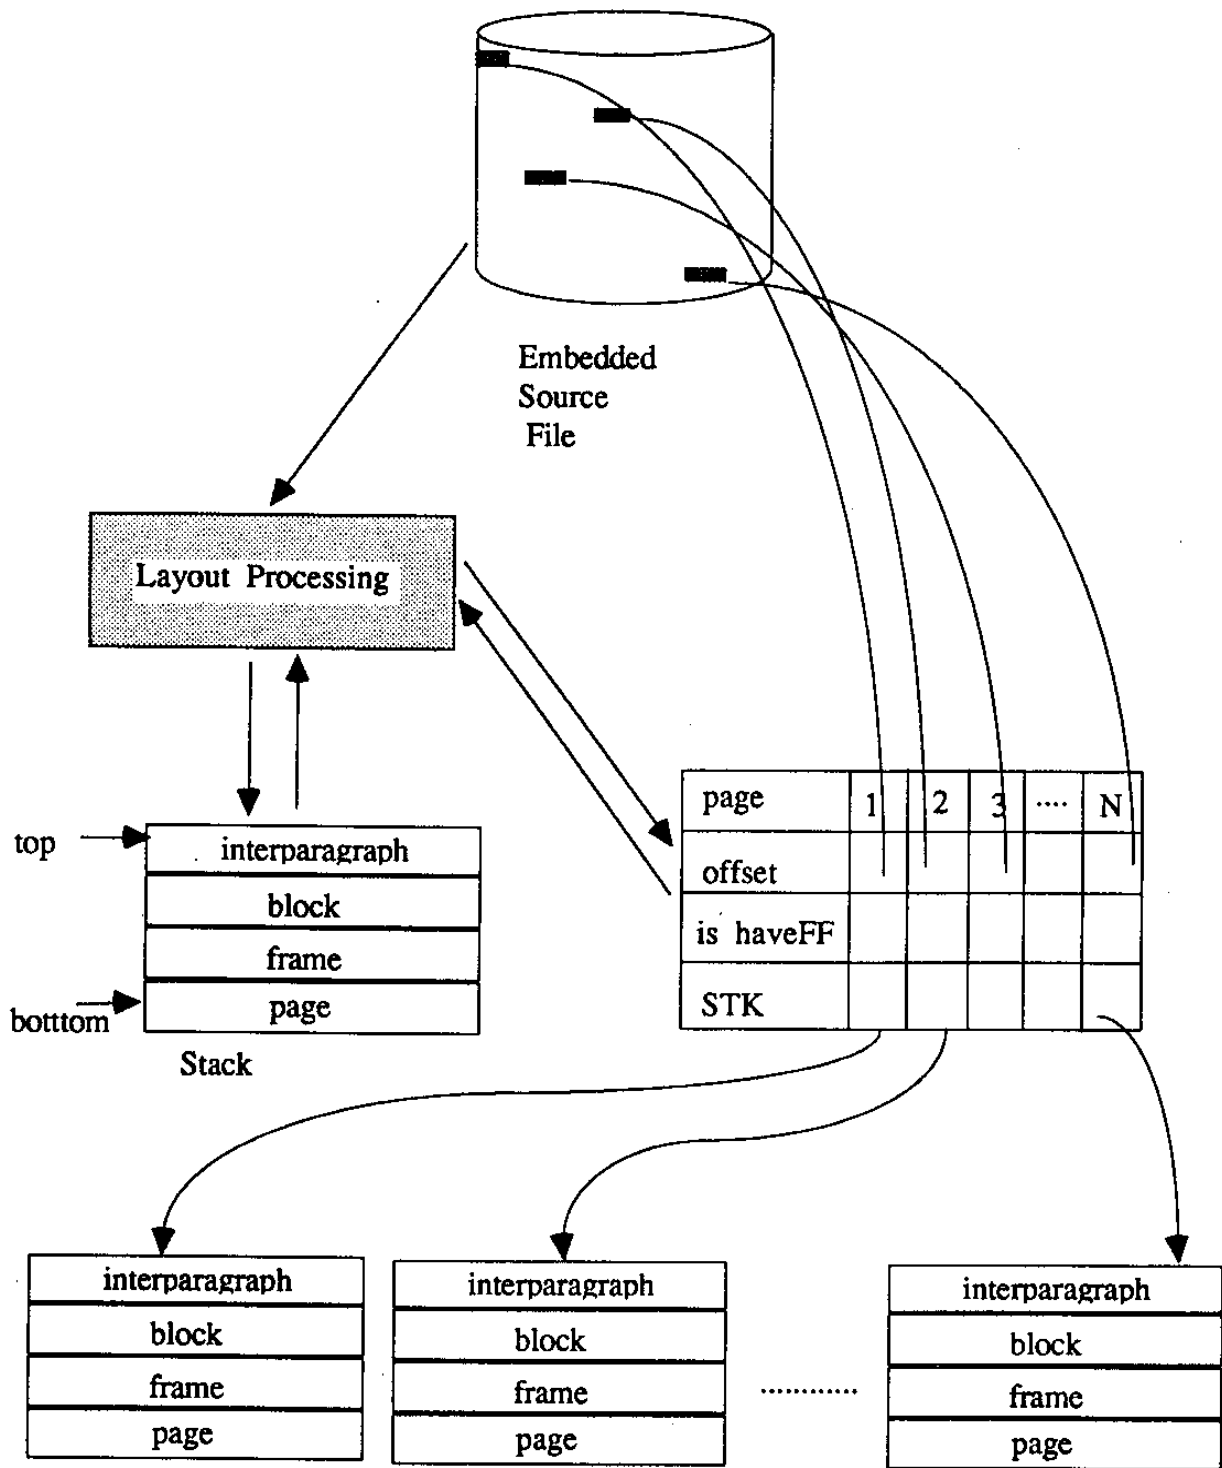 Embedded
Source
File
Layout Processing
top
interparagraph
block
frame
page
botttom
Stack
page 1 2 3 .... N
offset
is haveFF
STK
interparagraph
block
frame
page
interparagraph
block
frame
page
............
interparagraph
block
frame
page